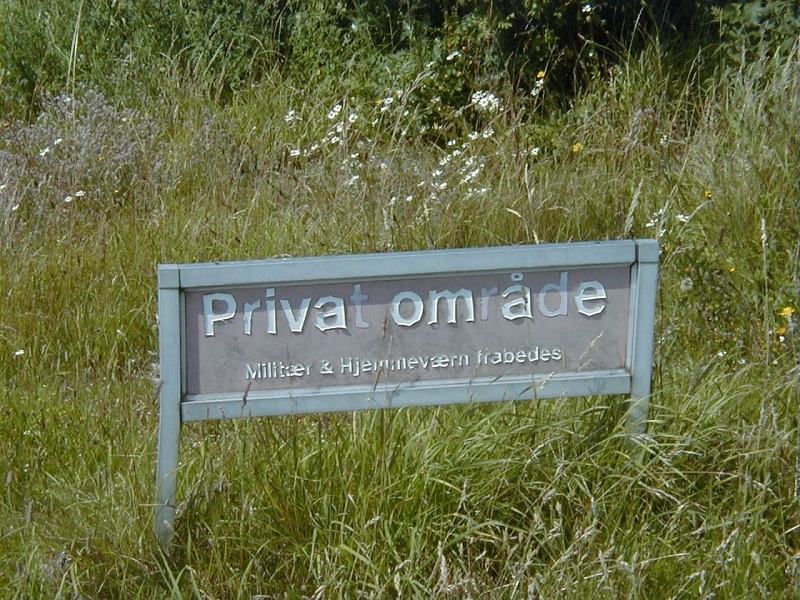 Privat område
Militær & Hjemmeværn frabedes